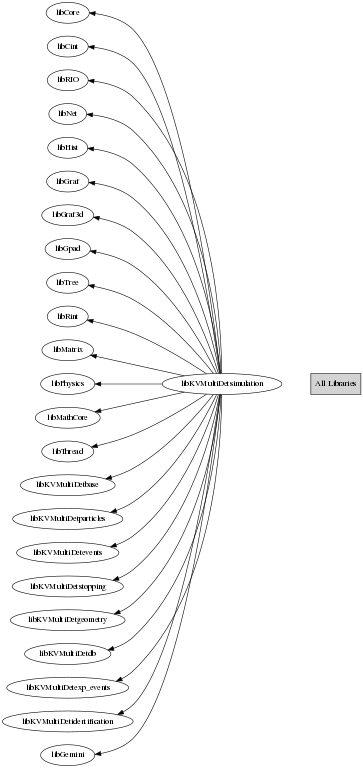 libCore
libCint
libRIO
libNet
libHist
libGraf
libGraf3d
libGpad
libTree
libRint
libMatrix
libPhysics
libKVMultiDetsimulation
All Libraries
libMathCore
libThread
libKVMultiDetbase
libKVMultiDetparticles
libKVMultiDetevents
libKVMultiDetstopping
libKVMultiDetgeometry
libKVMultiDetdb
libKVMultiDetexp_events
libKVMultiDetidentification
libGemini